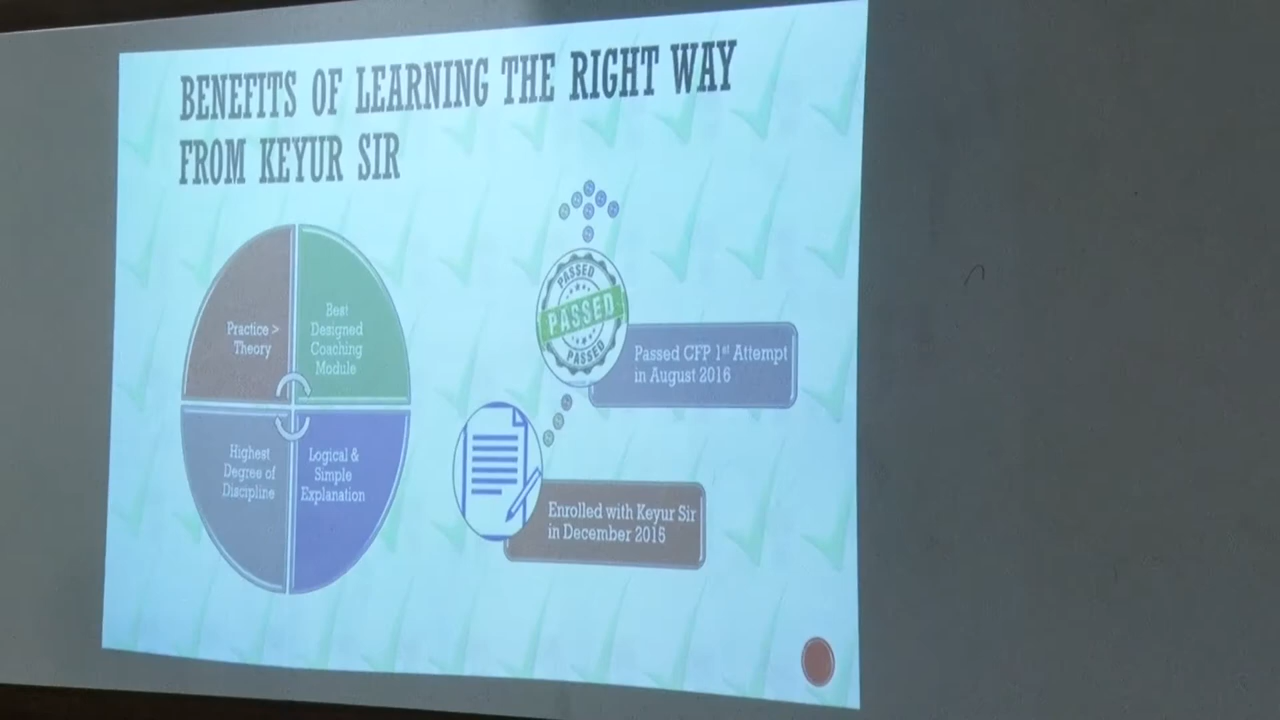 BENEFITS OF LEARNING THE RIGHT WAY
FROM KEYUR SIR
Practice >
Theory
Best
Designed
Coaching
Module
Highest
Degree of
Discipline
Logical &
Simple
Explanation
PASSED
PASSED
PASSED
Passed CFP 1st Attempt
in August 2016
Enrolled with Keyur Sir
in December 2015